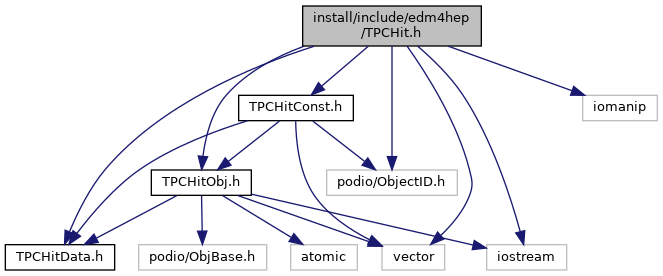 install/include/edm4hep
/TPCHit.h
TPCHitConst.h
iomanip
TPCHitObj.h
podio/ObjectID.h
TPCHitData.h
podio/ObjBase.h
atomic
vector
iostream